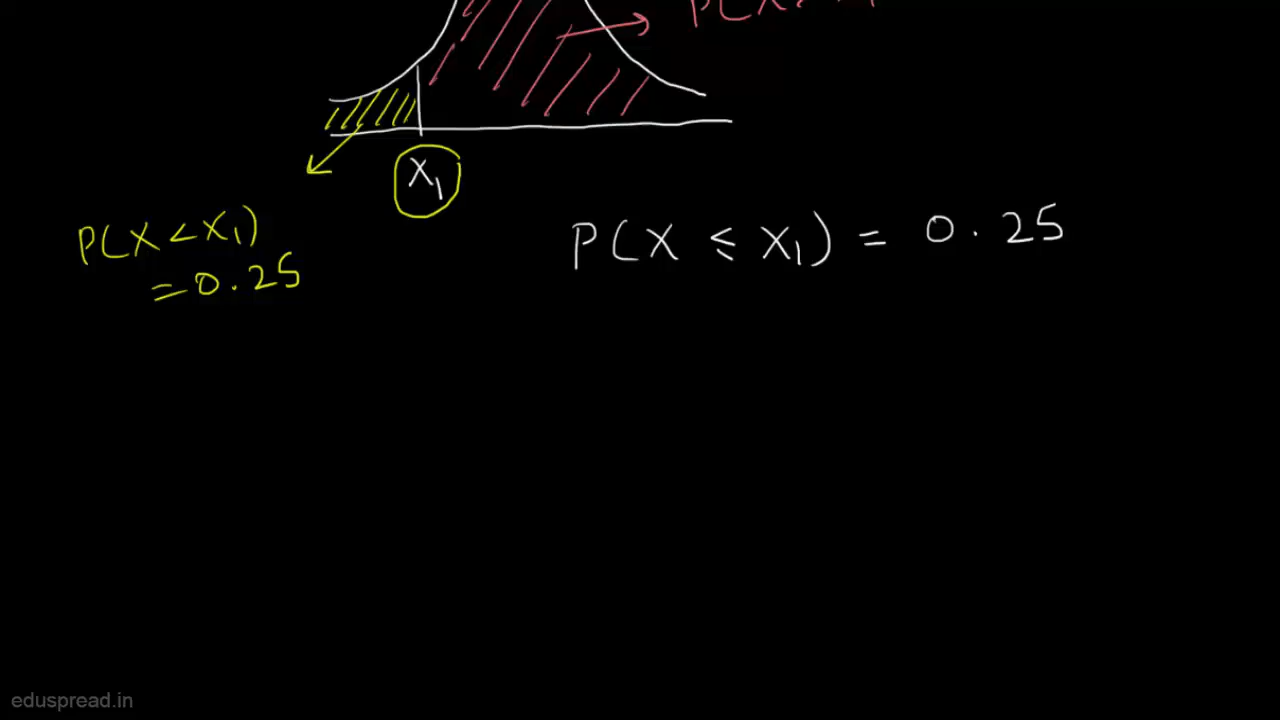 P(X >
X₁
P(X < X₁)
= 0.25
P(X ≤ X₁) = 0.25
eduspread.in